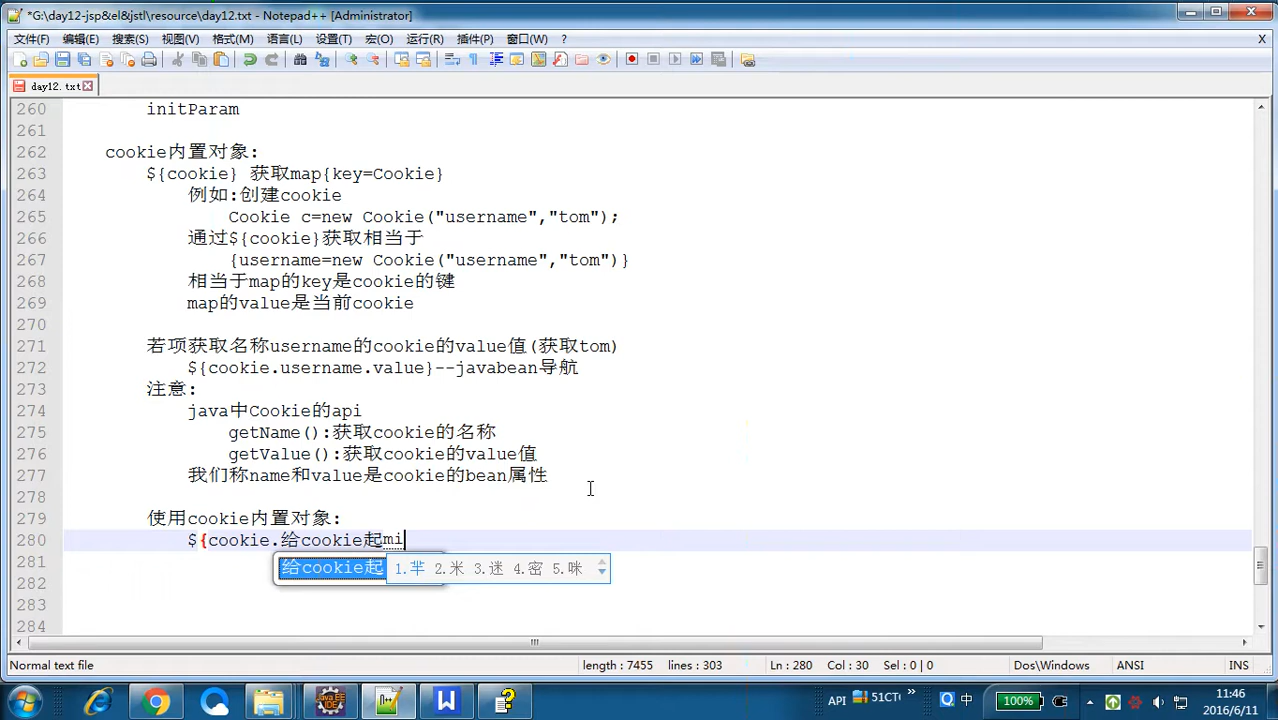 *G:\day12-jsp&el&jstl\resource\day12.txt - Notepad++ [Administrator]
文件(F) 编辑(E) 搜索(S) 视图(V) 格式(M) 语言(L) 设置(T) 宏(O) 运行(R) 插件(P) 窗口(W) ? X
day12.txt
260 initParam
261
262 cookie内置对象:
263 ${cookie} 获取map{key=Cookie}
264 例如:创建cookie
265 Cookie c=new Cookie("username","tom");
266 通过${cookie}获取相当于
267 {username=new Cookie("username","tom")}
268 相当于map的key是cookie的键
269 map的value是当前cookie
270
271 若项获取名称username的cookie的value值(获取tom)
272 ${cookie.username.value}--javabean导航
273 注意:
274 java中Cookie的api
275 getName():获取cookie的名称
276 getValue():获取cookie的value值
277 我们称name和value是cookie的bean属性
278
279 使用cookie内置对象:
280 ${cookie.给cookie起mi
281 给cookie起 1.芈 2.米 3.迷 4.密 5.咪
282
283
284
Normal text file length : 7455 lines : 303 Ln : 280 Col : 30 Sel : 0 | 0 Dos\Windows ANSI INS
Java EE IDE W API 51CTO » Q 中 100% 11:46
2016/6/11